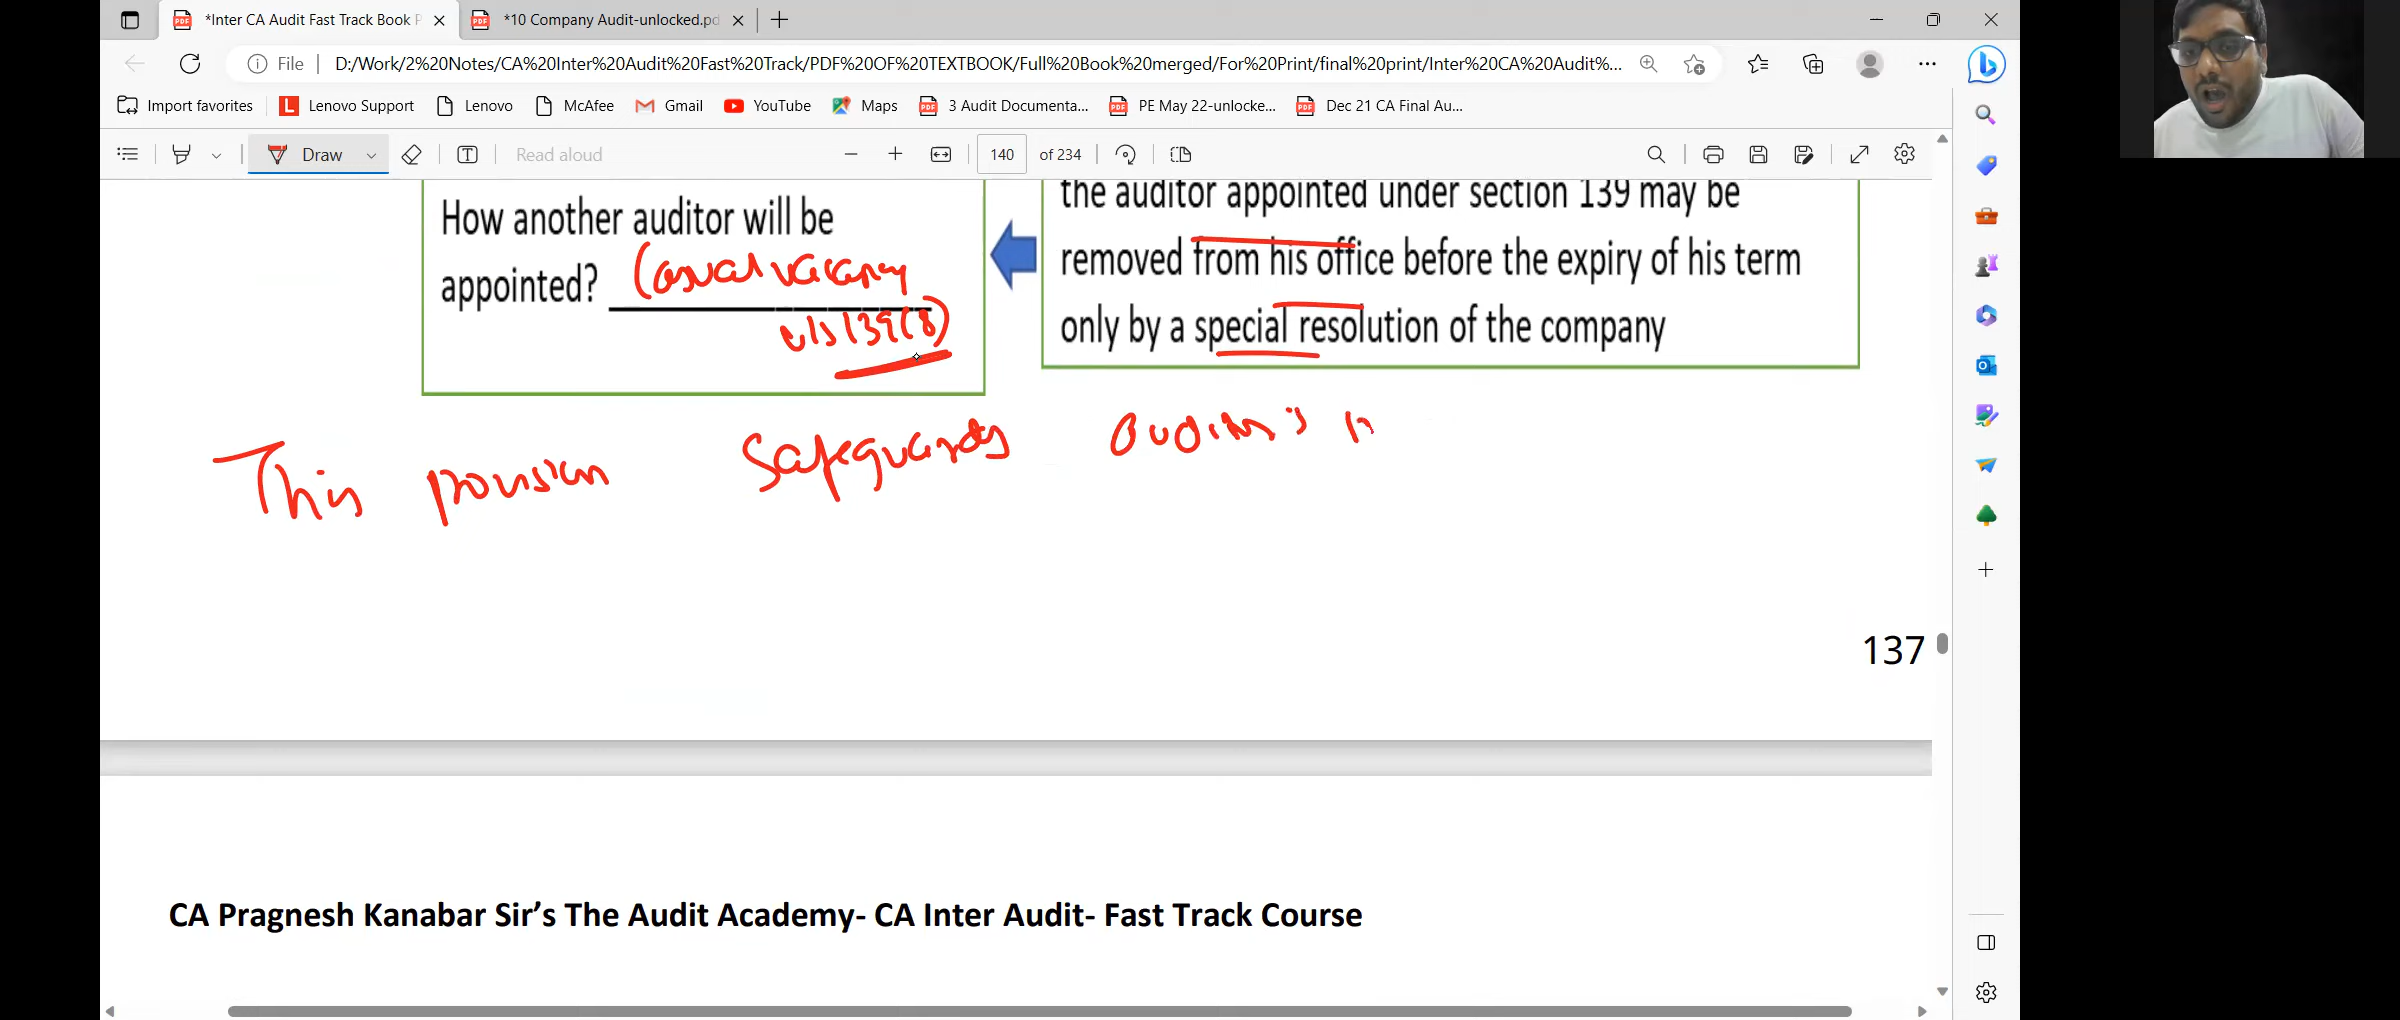 *Inter CA Audit Fast Track Book P
*10 Company Audit-unlocked.pd
File | D:/Work/2%20Notes/CA%20Inter%20Audit%20Fast%20Track/PDF%20OF%20TEXTBOOK/Full%20Book%20merged/For%20Print/final%20print/Inter%20CA%20Audit%...
Import favorites Lenovo Support Lenovo McAfee Gmail YouTube Maps 3 Audit Documenta... PE May 22-unlocke... Dec 21 CA Final Au...
Draw Read aloud 140 of 234
How another auditor will be
appointed? (Casual vacancy
u/s 139(8)
the auditor appointed under section 139 may be
removed from his office before the expiry of his term
only by a special resolution of the company
This provision Safeguards Auditor's
137
CA Pragnesh Kanabar Sir's The Audit Academy- CA Inter Audit- Fast Track Course